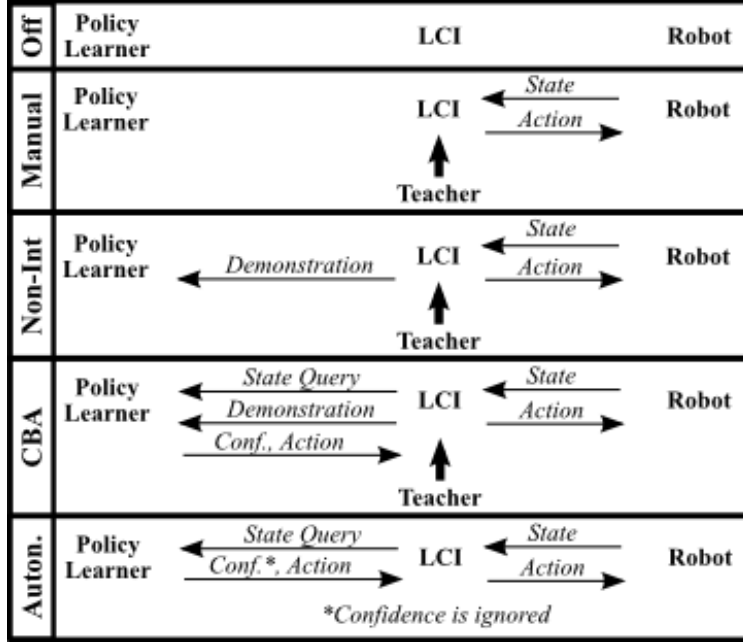 Off
Policy
Learner
LCI
Robot
Manual
Policy
Learner
LCI
State
Action
Robot
Teacher
Non-Int
Policy
Learner
Demonstration
LCI
State
Action
Robot
Teacher
CBA
Policy
Learner
State Query
Demonstration
Conf., Action
LCI
State
Action
Robot
Teacher
Auton.
Policy
Learner
State Query
Conf.*, Action
LCI
State
Action
Robot
*Confidence is ignored